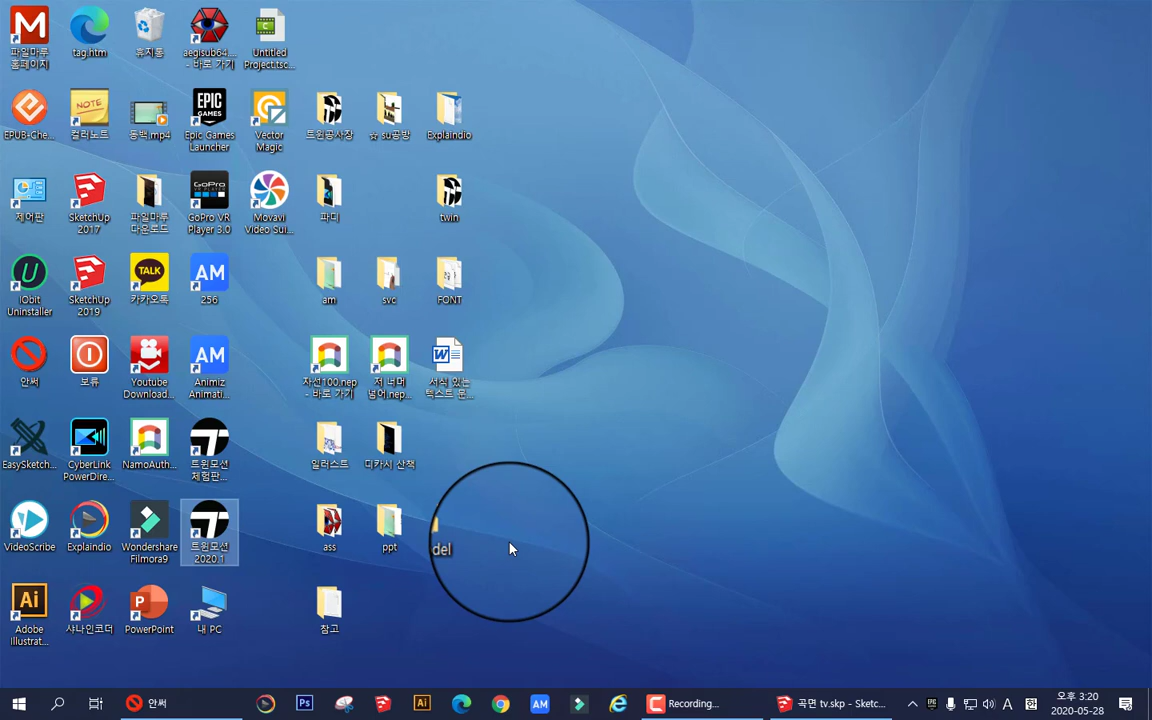 파일마루
홈페이지
tag.htm
휴지통
aegisub64...
- 바로 가기
Untitled
Project.tsc...
EPUB-Che...
컬러노트
동백.mp4
Epic Games
Launcher
Vector
Magic
트윈공사장
☆ su공방
Explaindio
제어판
SketchUp
2017
파일마루
다운로드
GoPro VR
Player 3.0
Movavi
Video Sui...
파디
twin
IObit
Uninstaller
SketchUp
2019
카카오톡
256
am
svc
FONT
안써
보류
Youtube
Download...
Animiz
Animati...
자선100.nep
- 바로 가기
저 너머
넘어.nep...
서식 있는
텍스트 문...
EasySketch...
CyberLink
PowerDire...
NamoAuth...
트윈모션
체험판...
일러스트
미카시 산책
VideoScribe
Explaindio
Wondershare
Filmora9
트윈모션
2020.1
ass
ppt
del
Adobe
Illustrat...
샤나인코더
PowerPoint
내 PC
참고
안써
Recording...
곡면 tv.skp - Sketc...
A
한
오후 3:20
2020-05-28